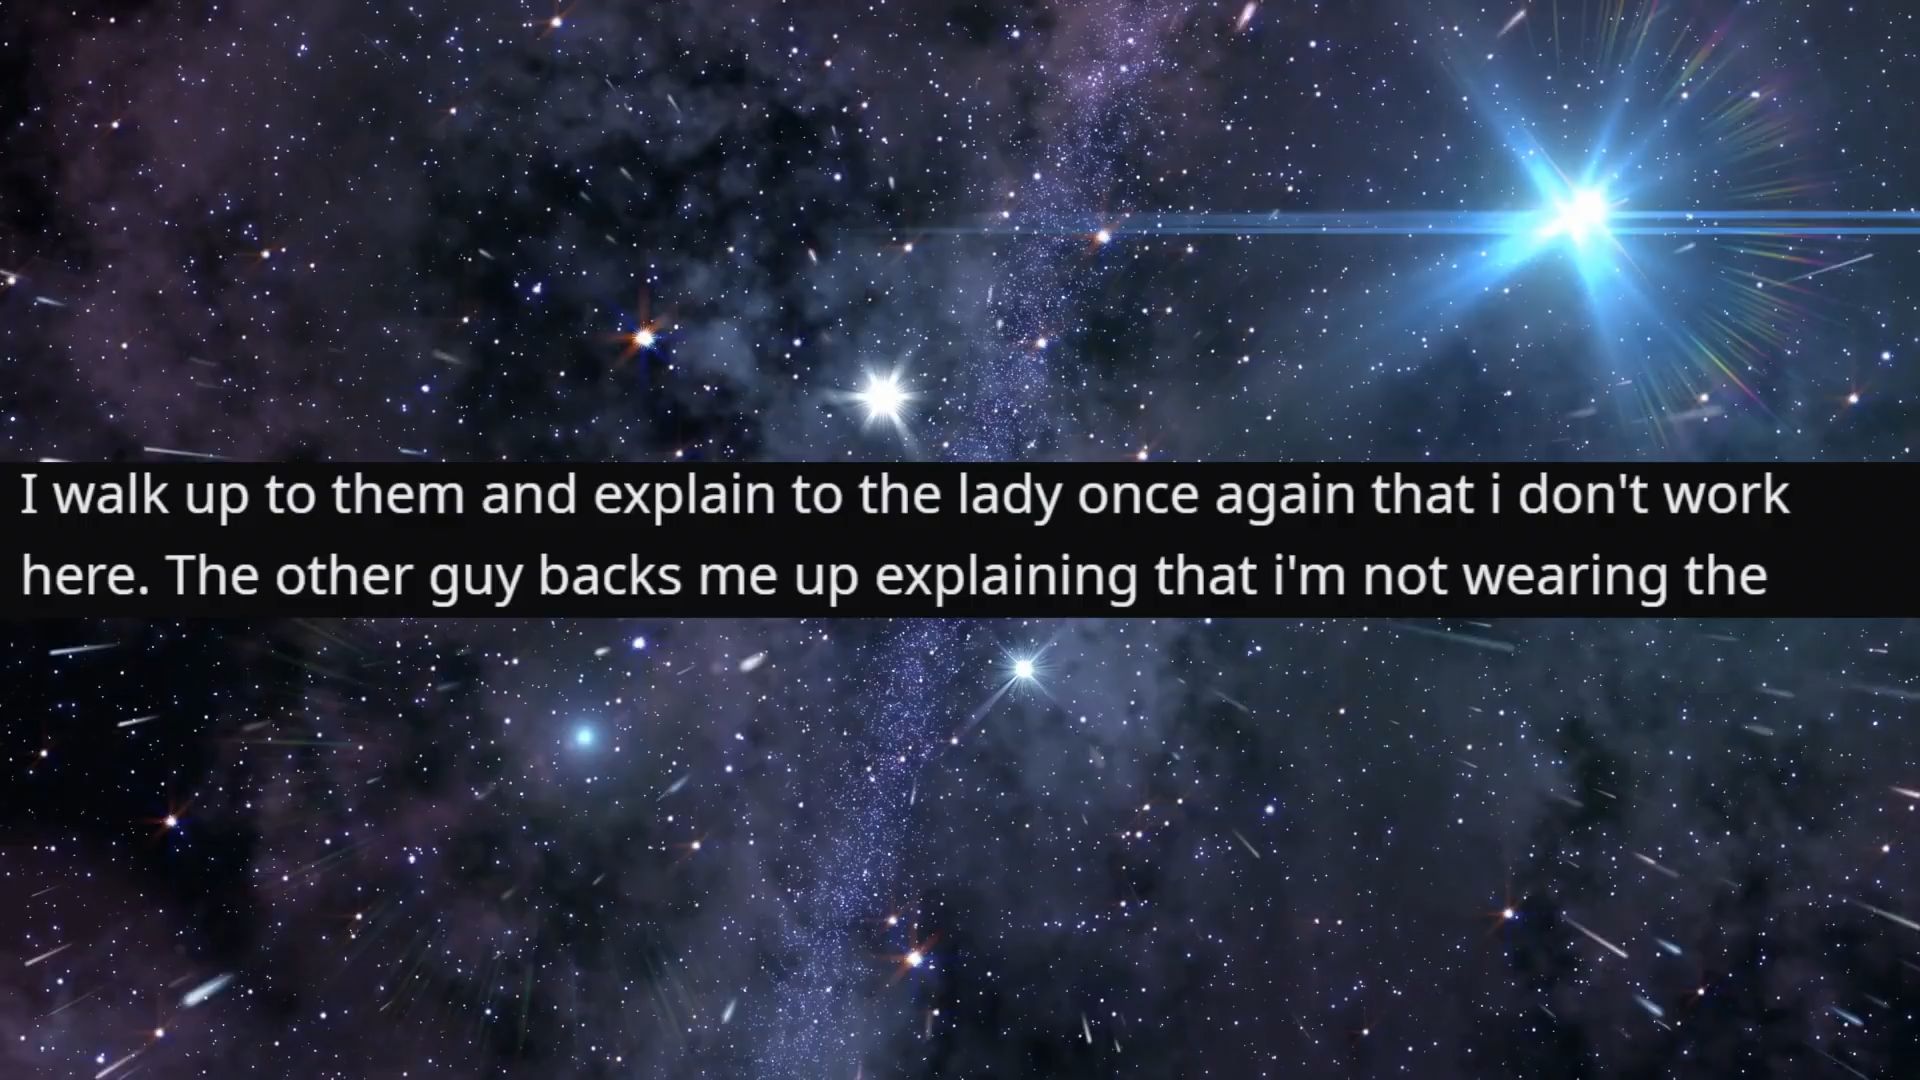 I walk up to them and explain to the lady once again that i don't work
here. The other guy backs me up explaining that i'm not wearing the